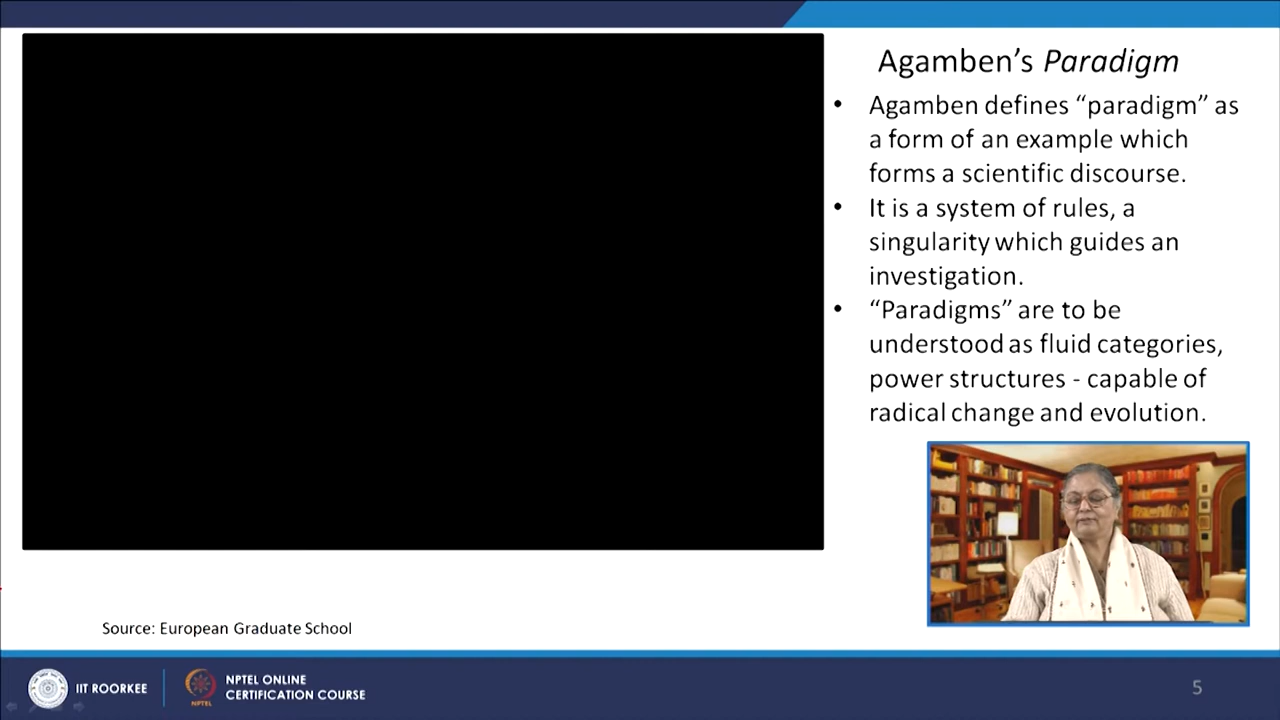 Agamben's Paradigm
• Agamben defines “paradigm” as
a form of an example which
forms a scientific discourse.
• It is a system of rules, a
singularity which guides an
investigation.
• “Paradigms” are to be
understood as fluid categories,
power structures - capable of
radical change and evolution.
Source: European Graduate School
IIT ROORKEE
NPTEL
NPTEL ONLINE
CERTIFICATION COURSE
5